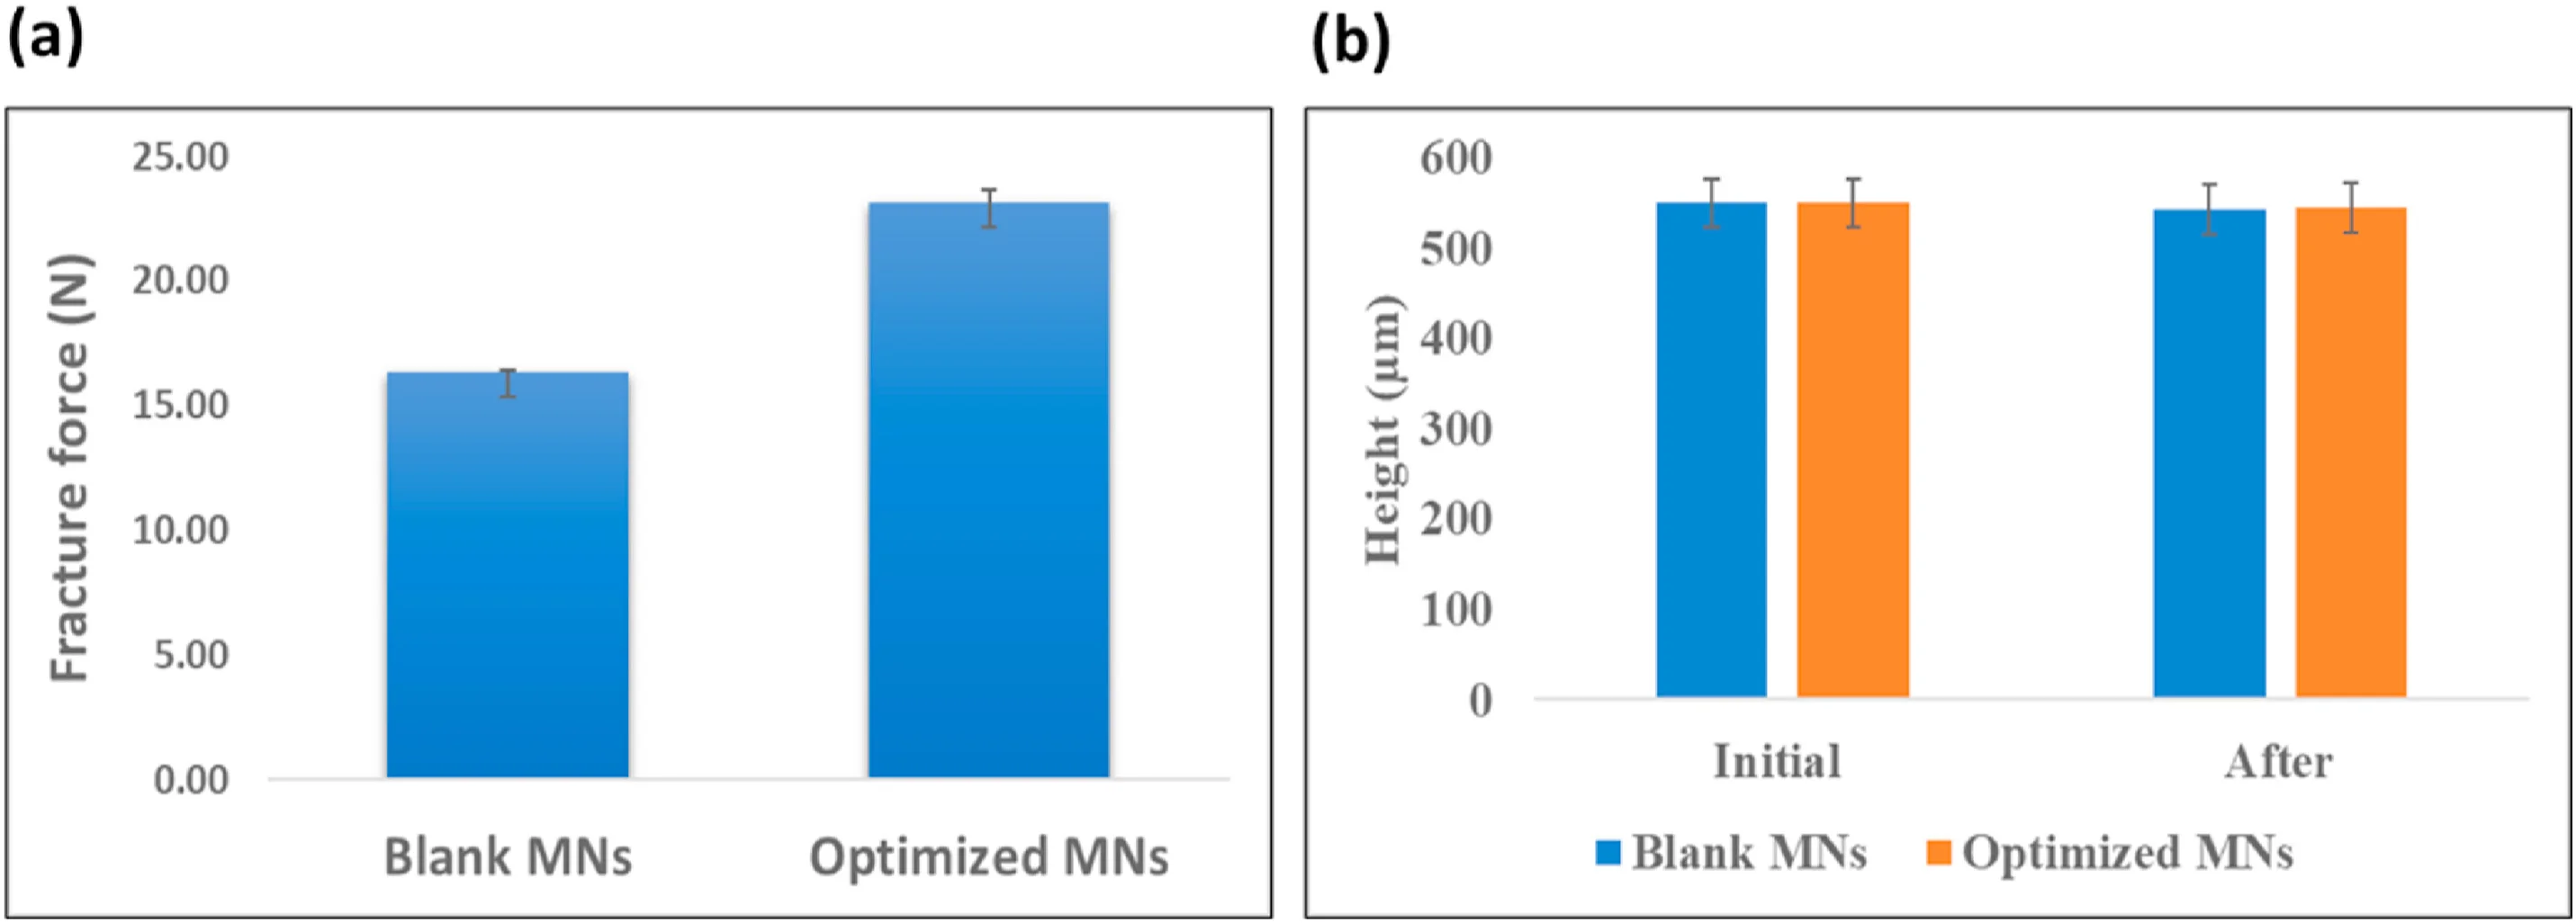 (a)
25.00
20.00
15.00
10.00
5.00
0.00
Fracture force (N)
Blank MNs
Optimized MNs
(b)
600
500
400
300
200
100
0
Height (μm)
Initial
After
Blank MNs
Optimized MNs